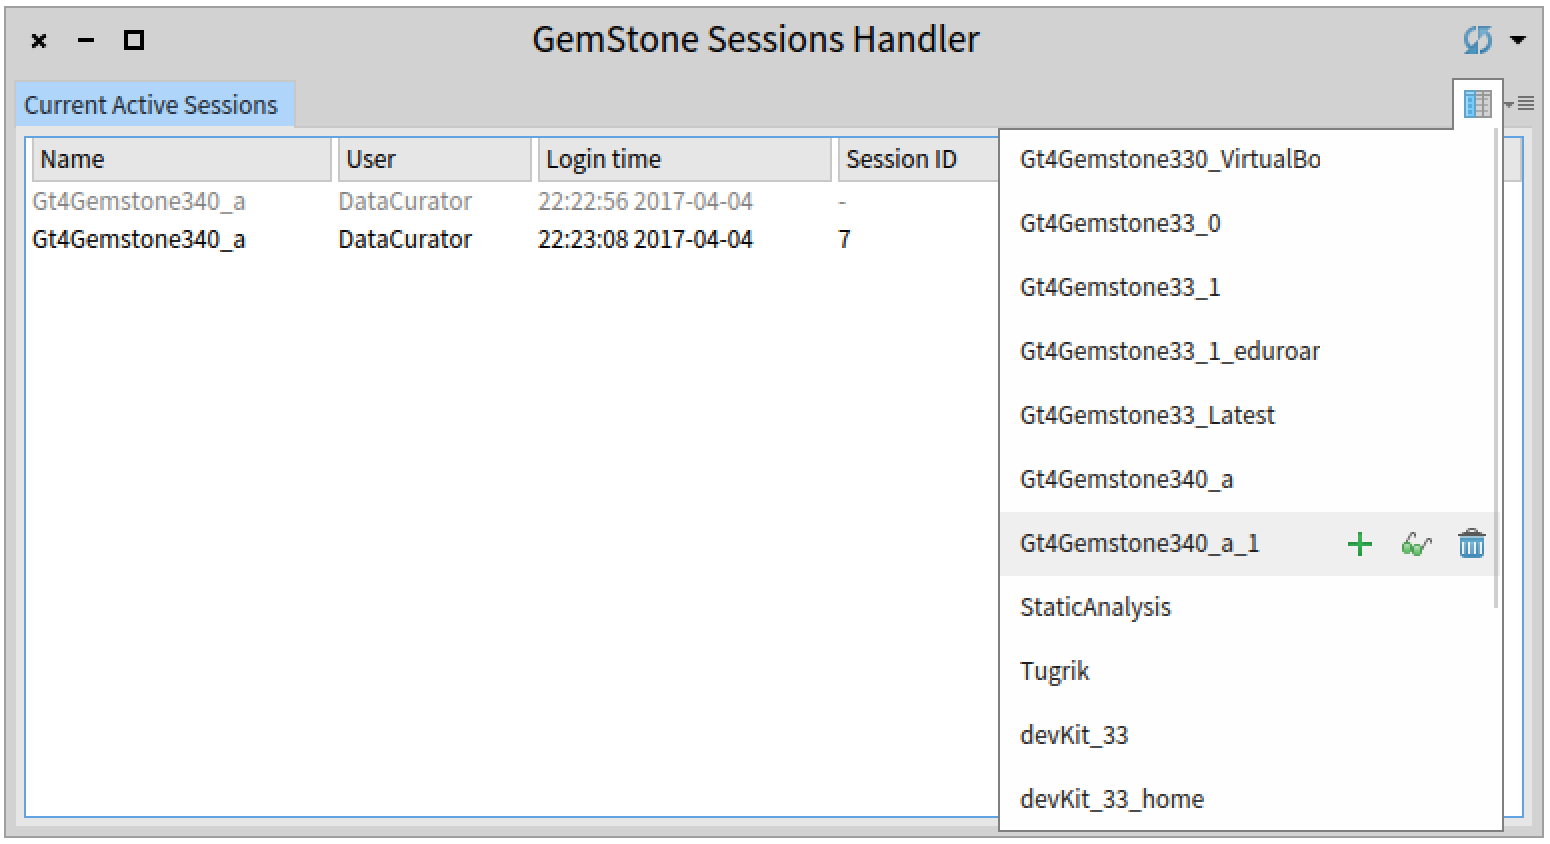 GemStone Sessions Handler
Current Active Sessions
Name User Login time Session ID
Gt4Gemstone340_a DataCurator 22:22:56 2017-04-04 -
Gt4Gemstone340_a DataCurator 22:23:08 2017-04-04 7
Gt4Gemstone330_VirtualBo
Gt4Gemstone33_0
Gt4Gemstone33_1
Gt4Gemstone33_1_eduroar
Gt4Gemstone33_Latest
Gt4Gemstone340_a
Gt4Gemstone340_a_1
StaticAnalysis
Tugrik
devKit_33
devKit_33_home